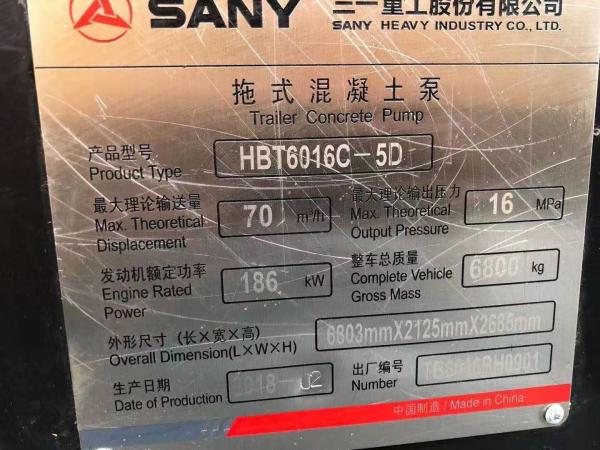 SANY
三一重工股份有限公司
SANY HEAVY INDUSTRY CO., LTD.
拖式混凝土泵
Trailer Concrete Pump
产品型号
Product Type
HBT6016C-5D
最大理论输送量
Max. Theoretical
Displacement
70 m³/h
最大理论输出压力
Max. Theoretical
Output Pressure
16 MPa
发动机额定功率
Engine Rated
Power
186 kW
整车总质量
Complete Vehicle
Gross Mass
6800 kg
外形尺寸 (长×宽×高)
Overall Dimension(L×W×H)
6803mmX2125mmX2685mm
生产日期
Date of Production
2018-02
出厂编号
Number
中国制造 / Made in China